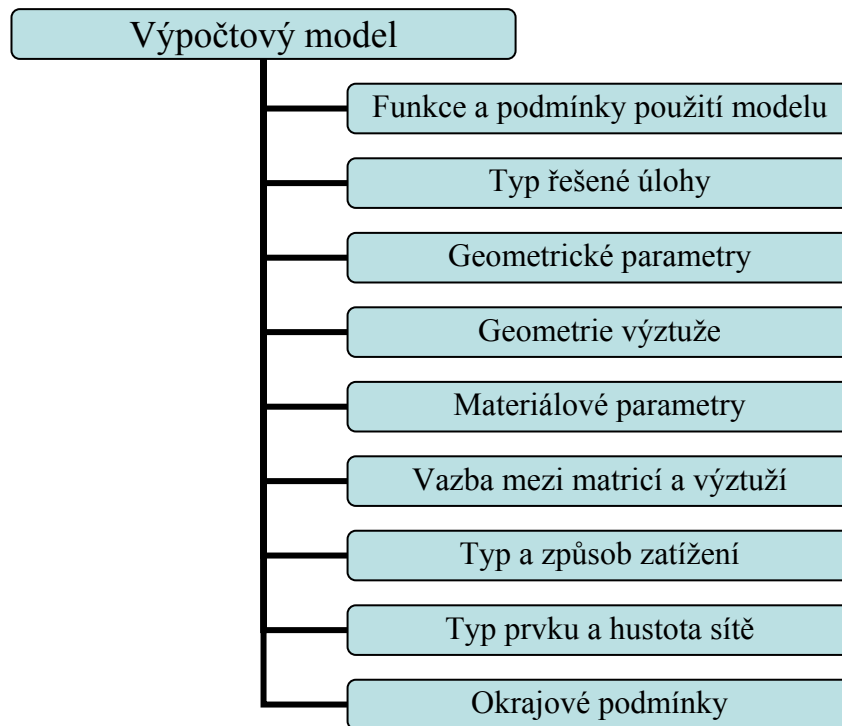 Výpočtový model
Funkce a podmínky použití modelu
Typ řešené úlohy
Geometrické parametry
Geometrie výztuže
Materiálové parametry
Vazba mezi matricí a výztuží
Typ a způsob zatížení
Typ prvku a hustota sítě
Okrajové podmínky